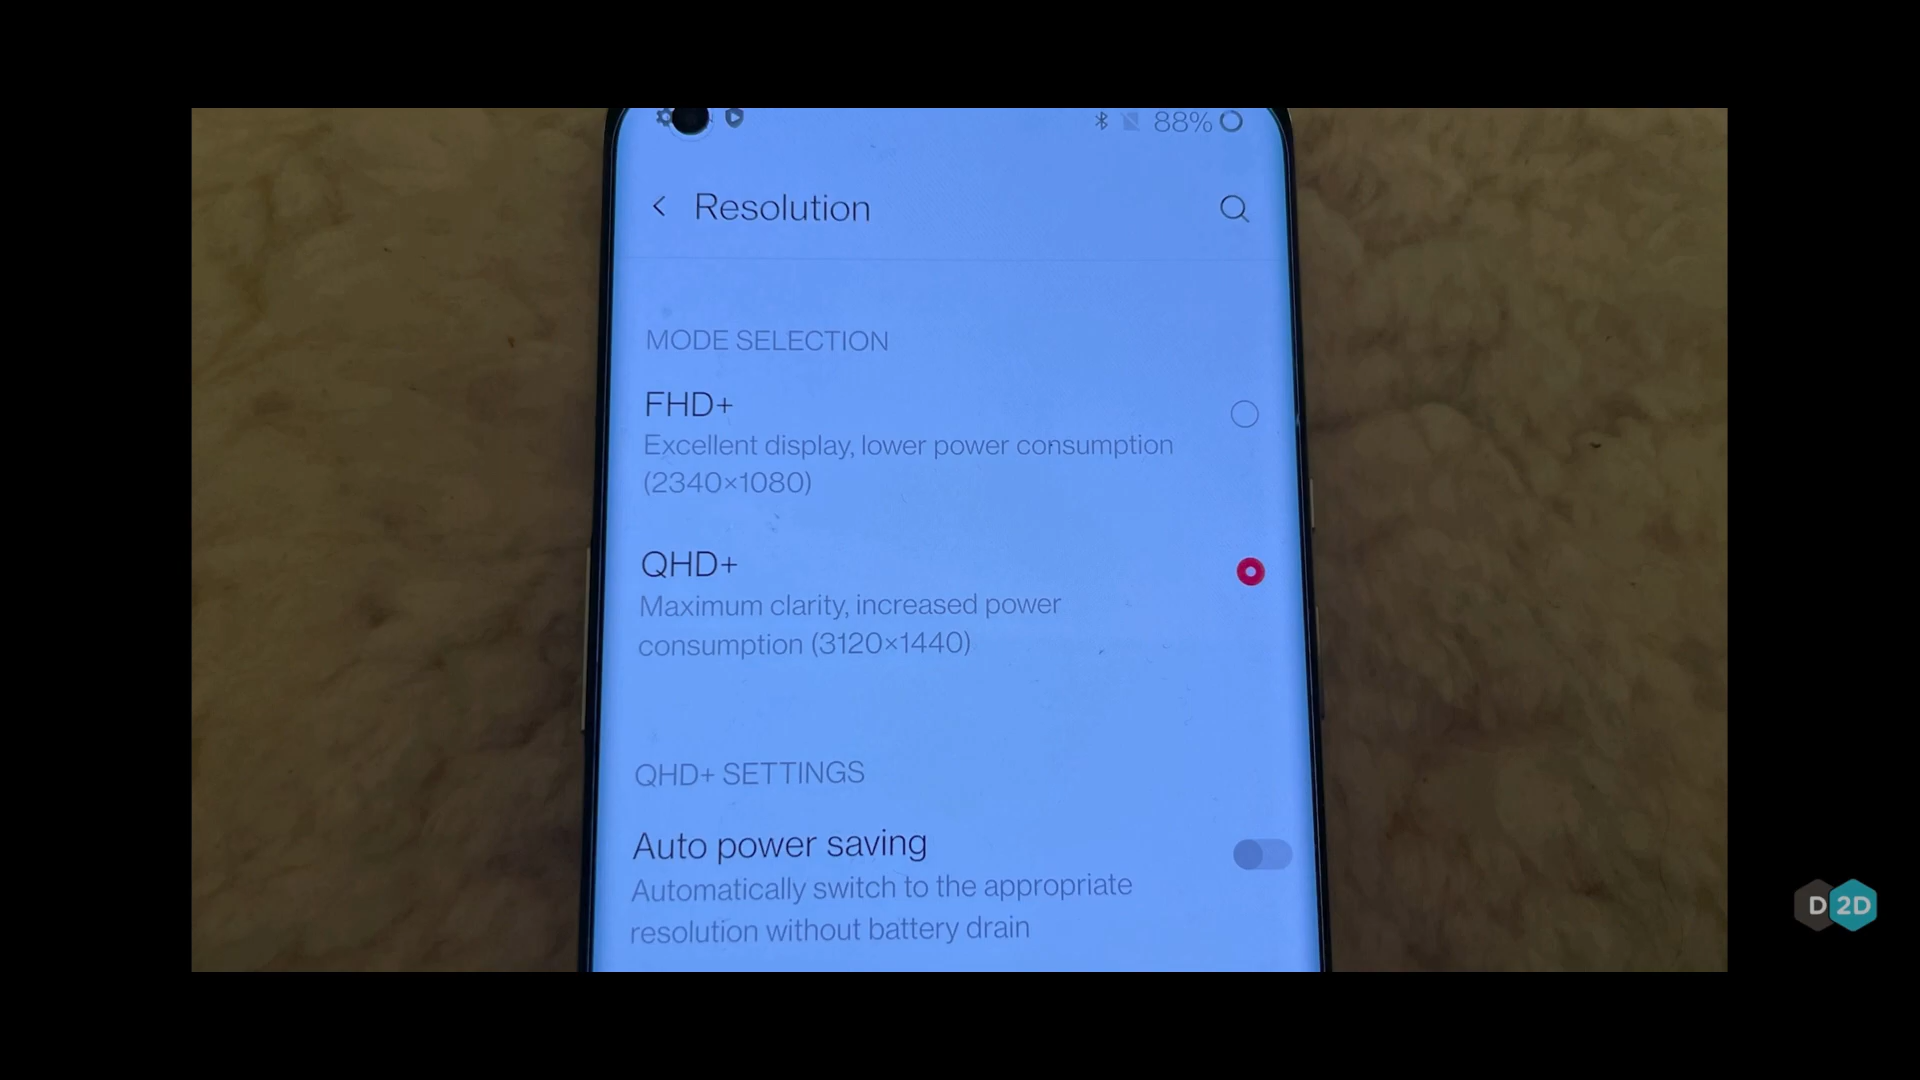 88%
Resolution
MODE SELECTION
FHD+
Excellent display, lower power consumption
(2340×1080)
QHD+
Maximum clarity, increased power
consumption (3120×1440)
QHD+ SETTINGS
Auto power saving
Automatically switch to the appropriate
resolution without battery drain
D2D